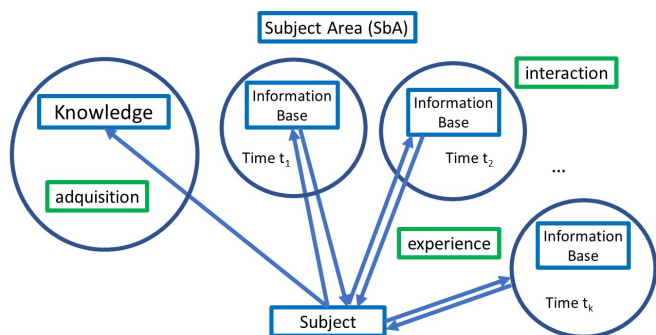 Subject Area (SbA)
interaction
Knowledge
Information
Base
Information
Base
Time t₁
Time t₂
adquisition
...
experience
Information
Base
Time tₖ
Subject